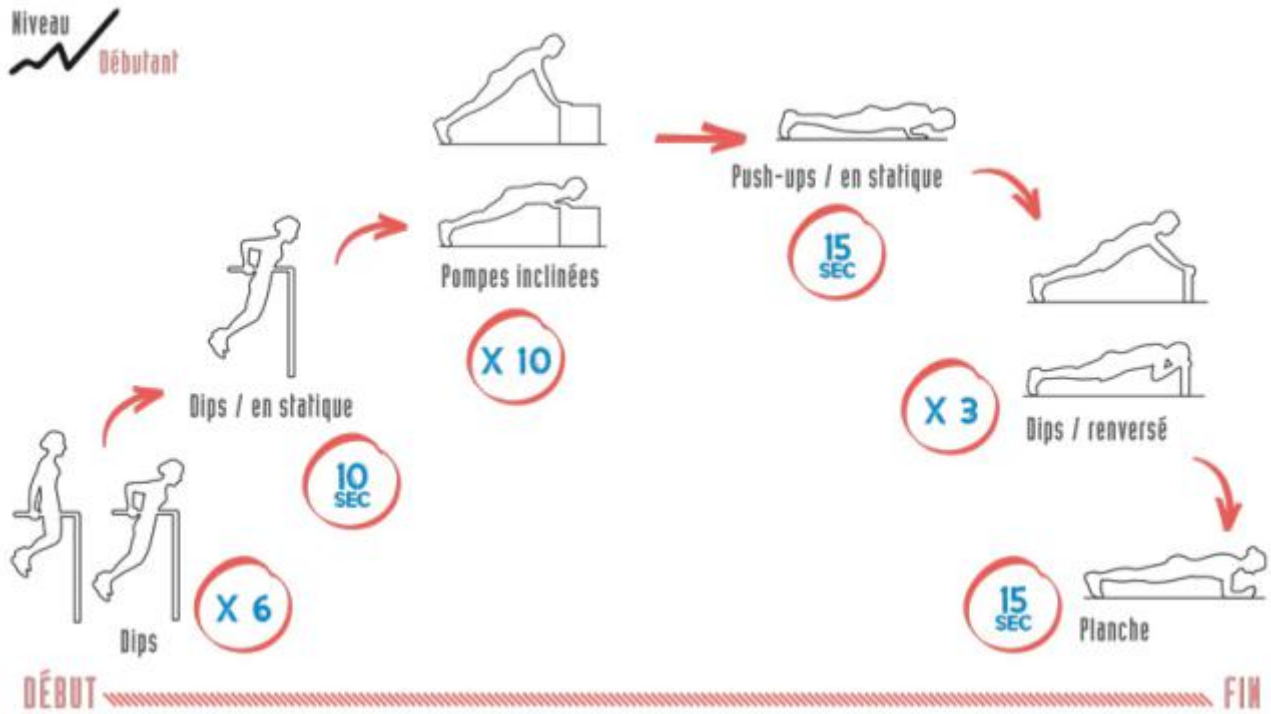 Niveau
Débutant
Dips
X 6
Dips / en statique
10
SEC
Pompes inclinées
X 10
Push-ups / en statique
15
SEC
Dips / renversé
X 3
Planche
15
SEC
DÉBUT
FIN